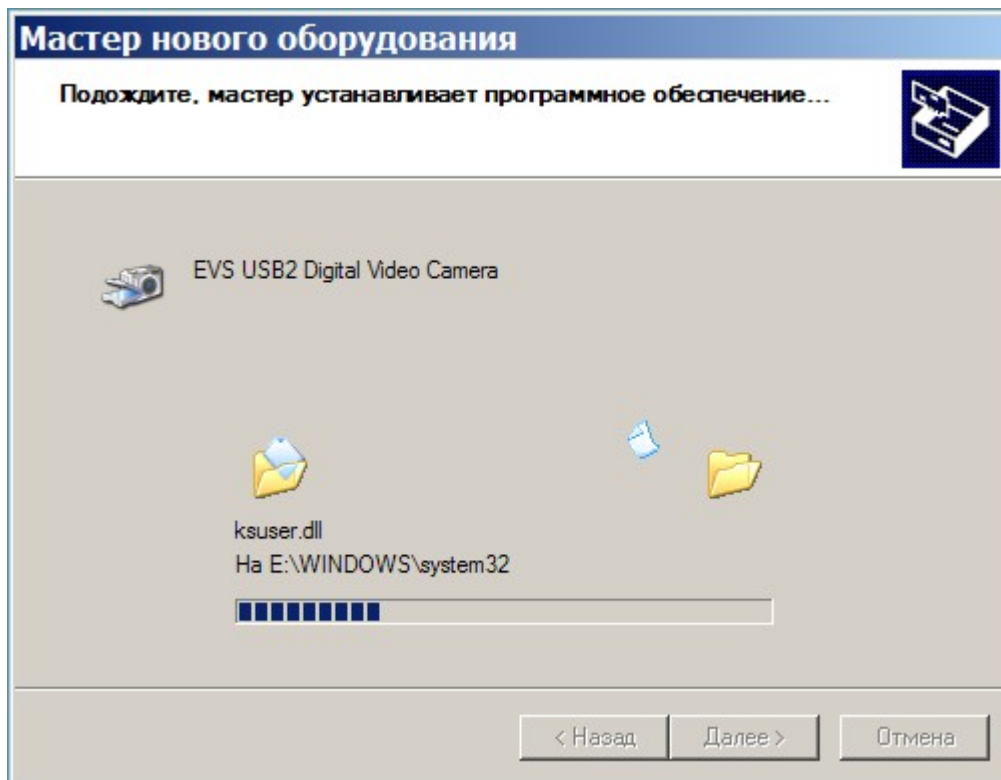 Мастер нового оборудования
Подождите, мастер устанавливает программное обеспечение...
EVS USB2 Digital Video Camera
ksuser.dll
На E:\WINDOWS\system32
< Назад
Далее >
Отмена